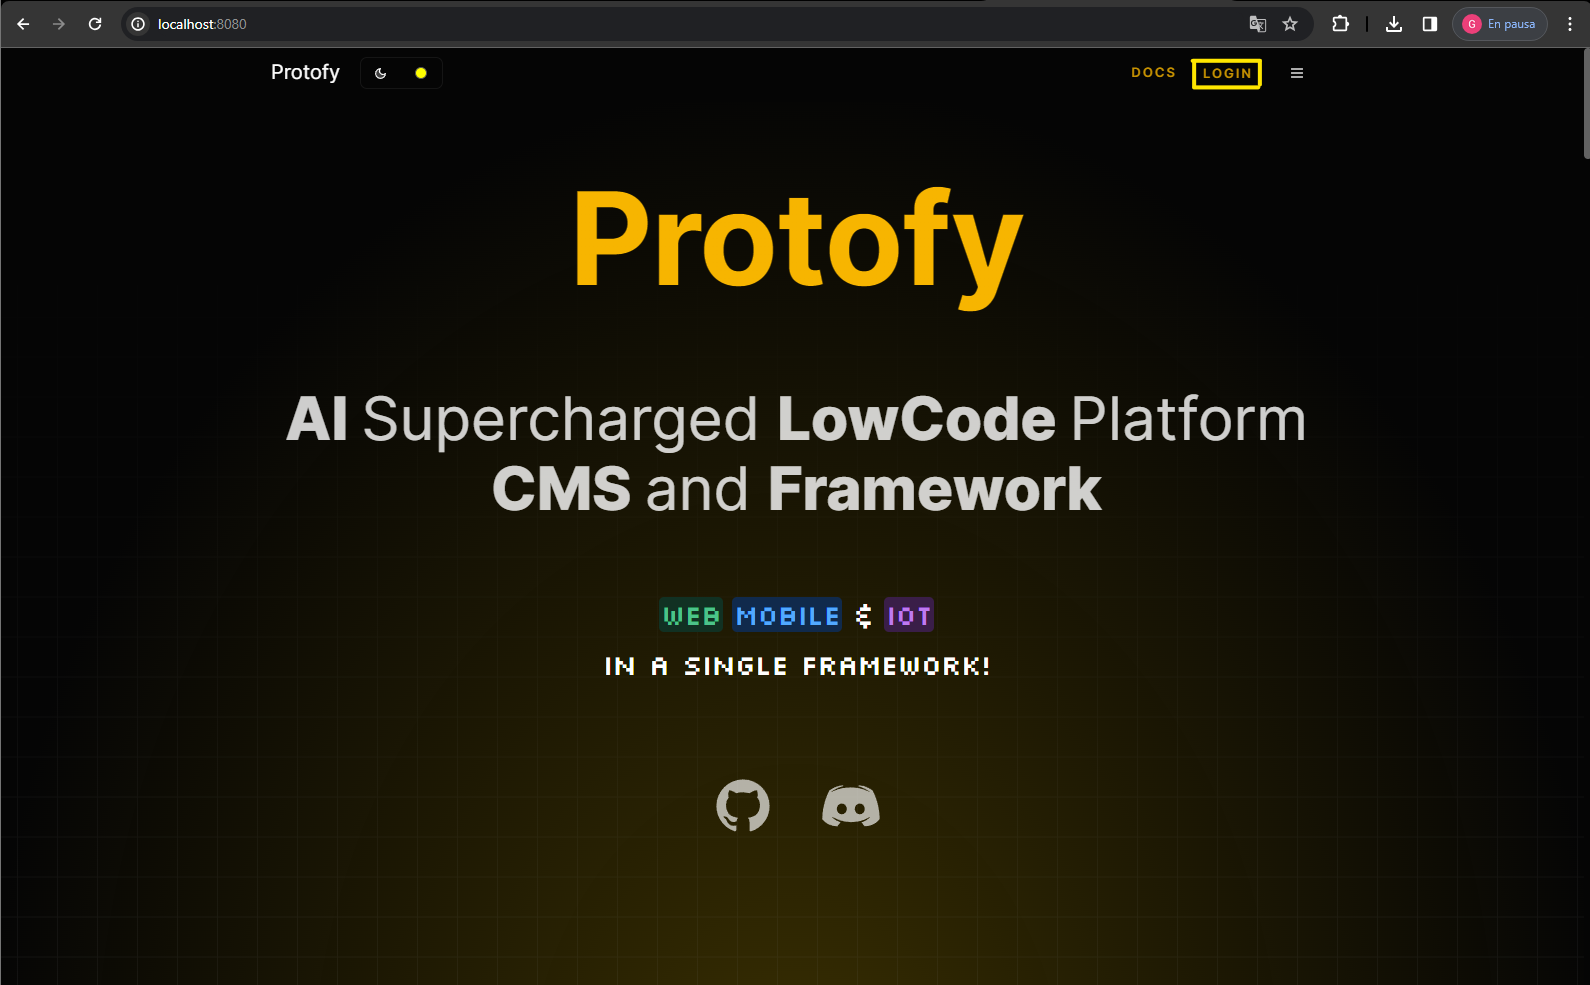 localhost:8080
G En pausa
Protofy
DOCS LOGIN
Protofy
AI Supercharged LowCode Platform
CMS and Framework
WEB MOBILE & IOT
IN A SINGLE FRAMEWORK!